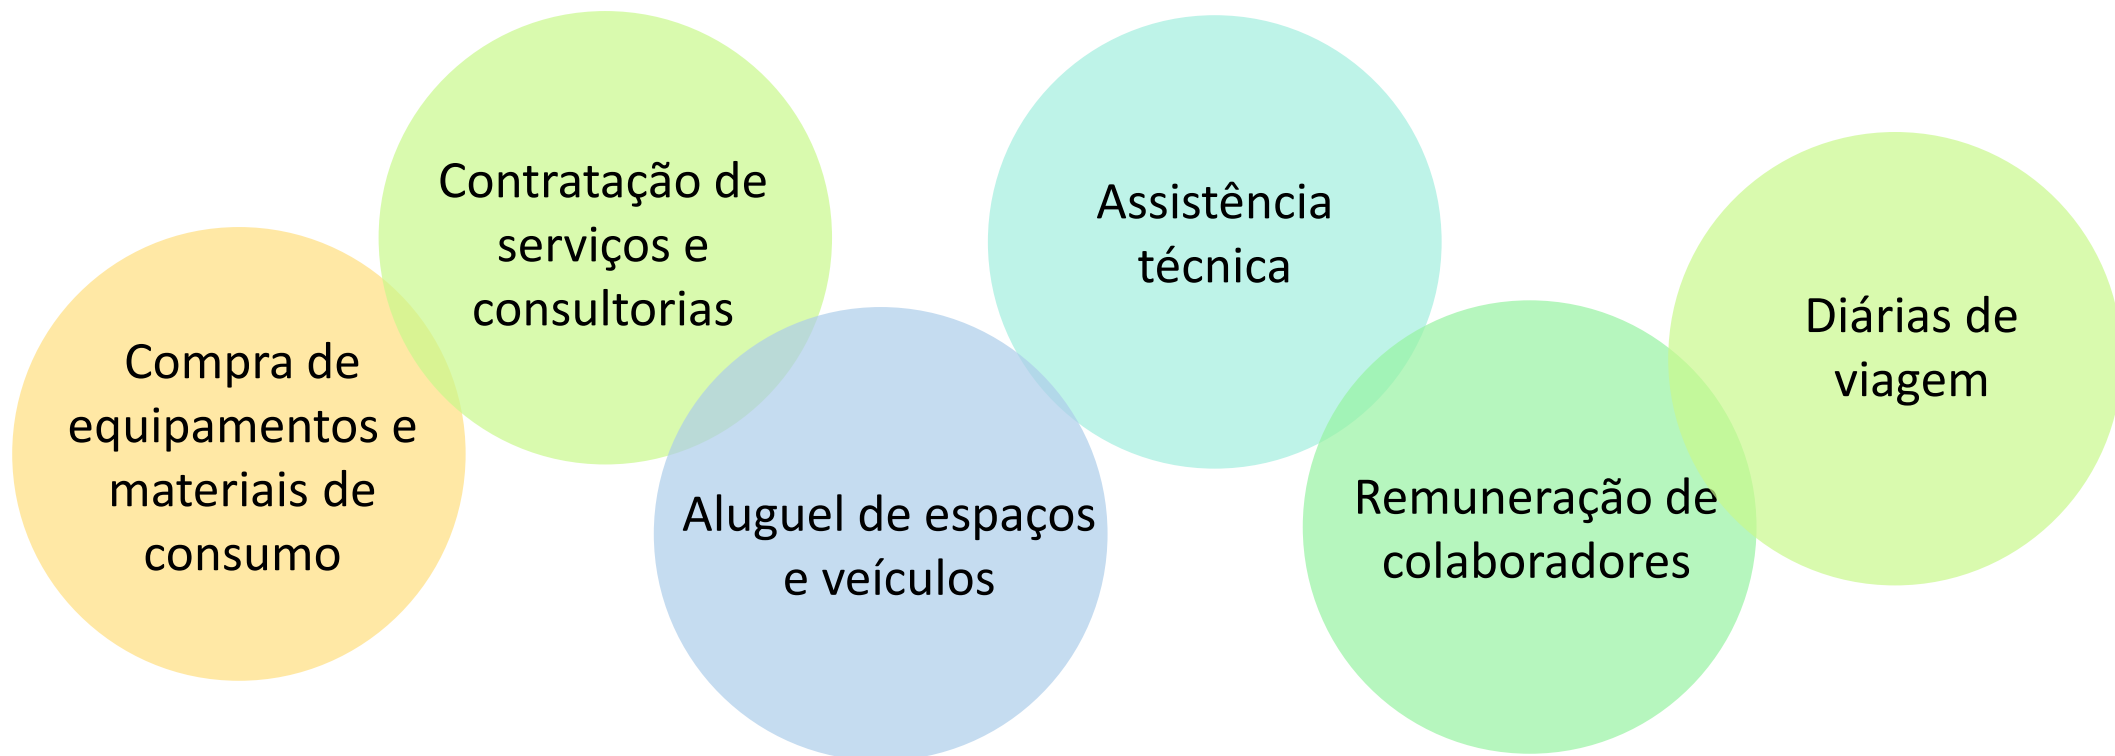 Compra de
equipamentos e
materiais de
consumo
Contratação de
serviços e
consultorias
Aluguel de espaços
e veículos
Assistência
técnica
Remuneração de
colaboradores
Diárias de
viagem